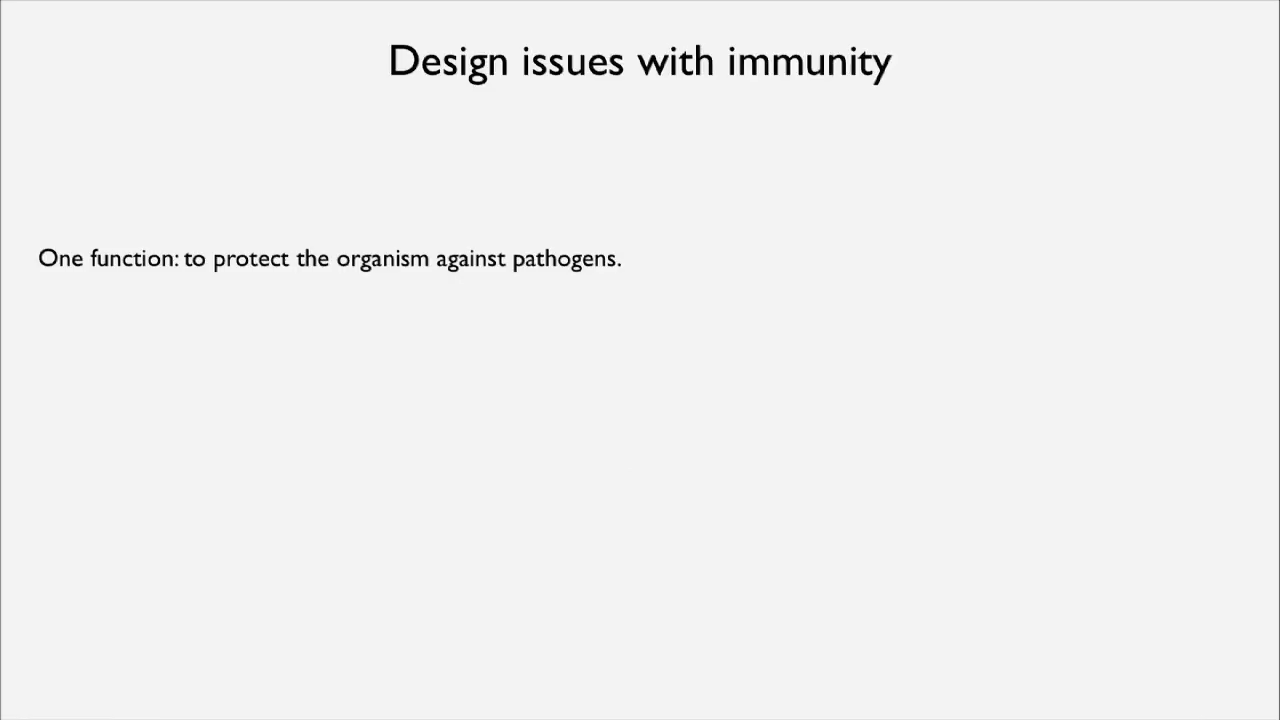 Design issues with immunity
One function: to protect the organism against pathogens.